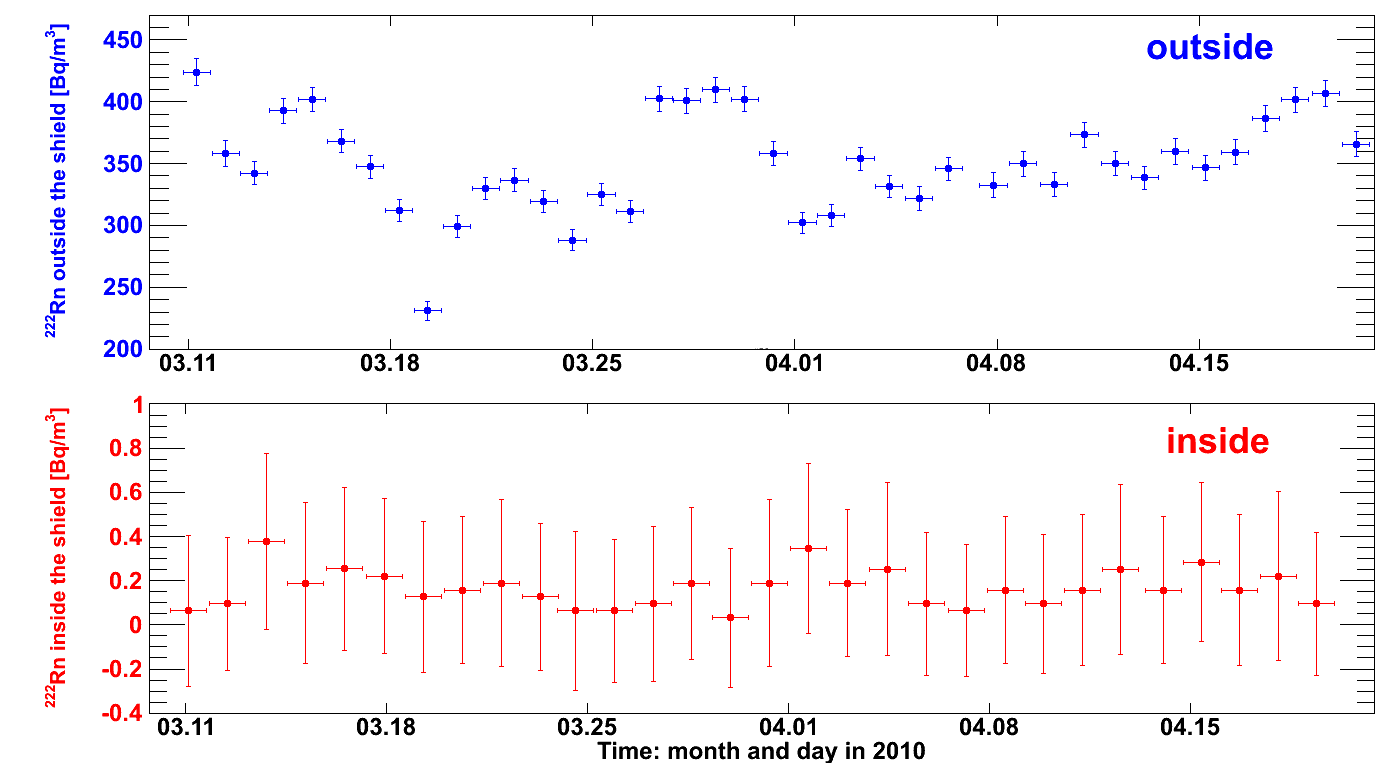 outside
²²²Rn outside the shield [Bq/m³]
450
400
350
300
250
200
03.11 03.18 03.25 04.01 04.08 04.15
inside
²²²Rn inside the shield [Bq/m³]
1
0.8
0.6
0.4
0.2
0
-0.2
-0.4
03.11 03.18 03.25 04.01 04.08 04.15
Time: month and day in 2010